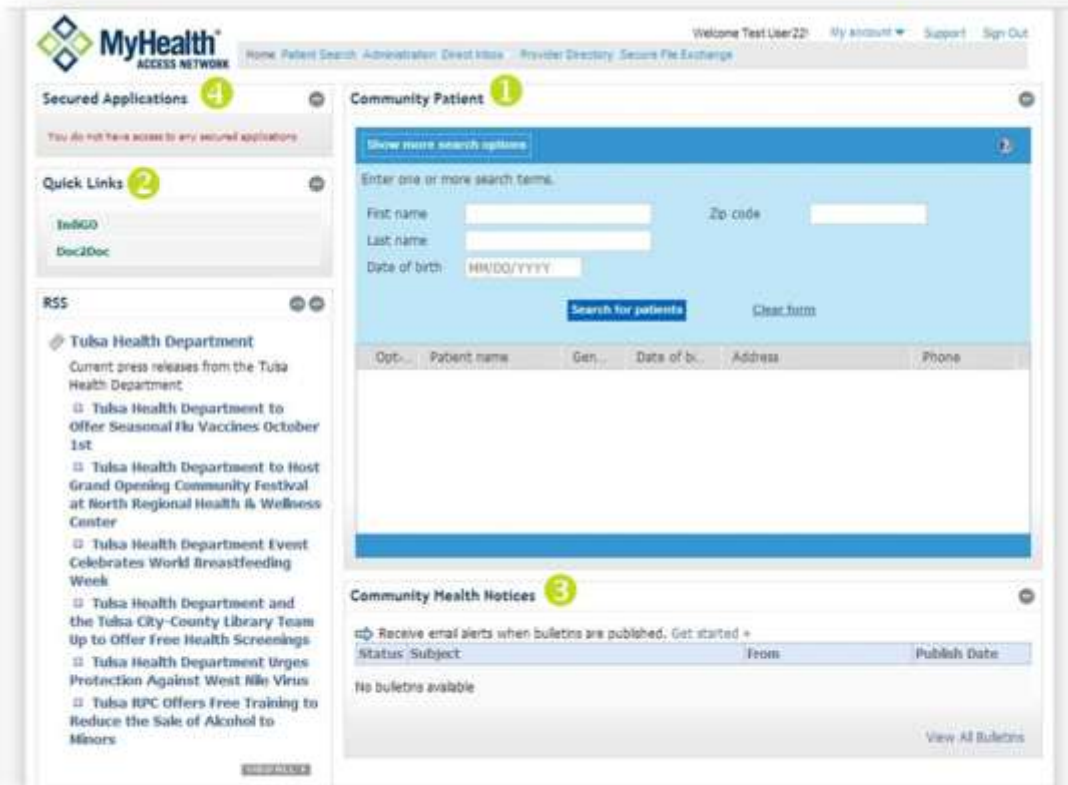 MyHealth
ACCESS NETWORK
Welcome Test User22! My account Support Sign Out
Home Patient Search Administration Direct Inbox Provider Directory Secure File Exchange
Secured Applications 4
You do not have access to any secured applications
Quick Links 2
IndiGO
Doc2Doc
RSS
Tulsa Health Department
Current press releases from the Tulsa
Health Department
Tulsa Health Department to
Offer Seasonal Flu Vaccines October
1st
Tulsa Health Department to Host
Grand Opening Community Festival
at North Regional Health & Wellness
Center
Tulsa Health Department Event
Celebrates World Breastfeeding
Week
Tulsa Health Department and
the Tulsa City-County Library Team
Up to Offer Free Health Screenings
Tulsa Health Department Urges
Protection Against West Nile Virus
Tulsa RPC Offers Free Training to
Reduce the Sale of Alcohol to
Minors
VIEW ALL
Community Patient 1
Show more search options
Enter one or more search terms.
First name Zip code
Last name
Date of birth MM/DD/YYYY
Search for patients Clear form
Opt-... Patient name Gen... Date of bi... Address Phone
Community Health Notices 3
Receive email alerts when bulletins are published. Get started »
Status Subject From Publish Date
No bulletins available
View All Bulletins